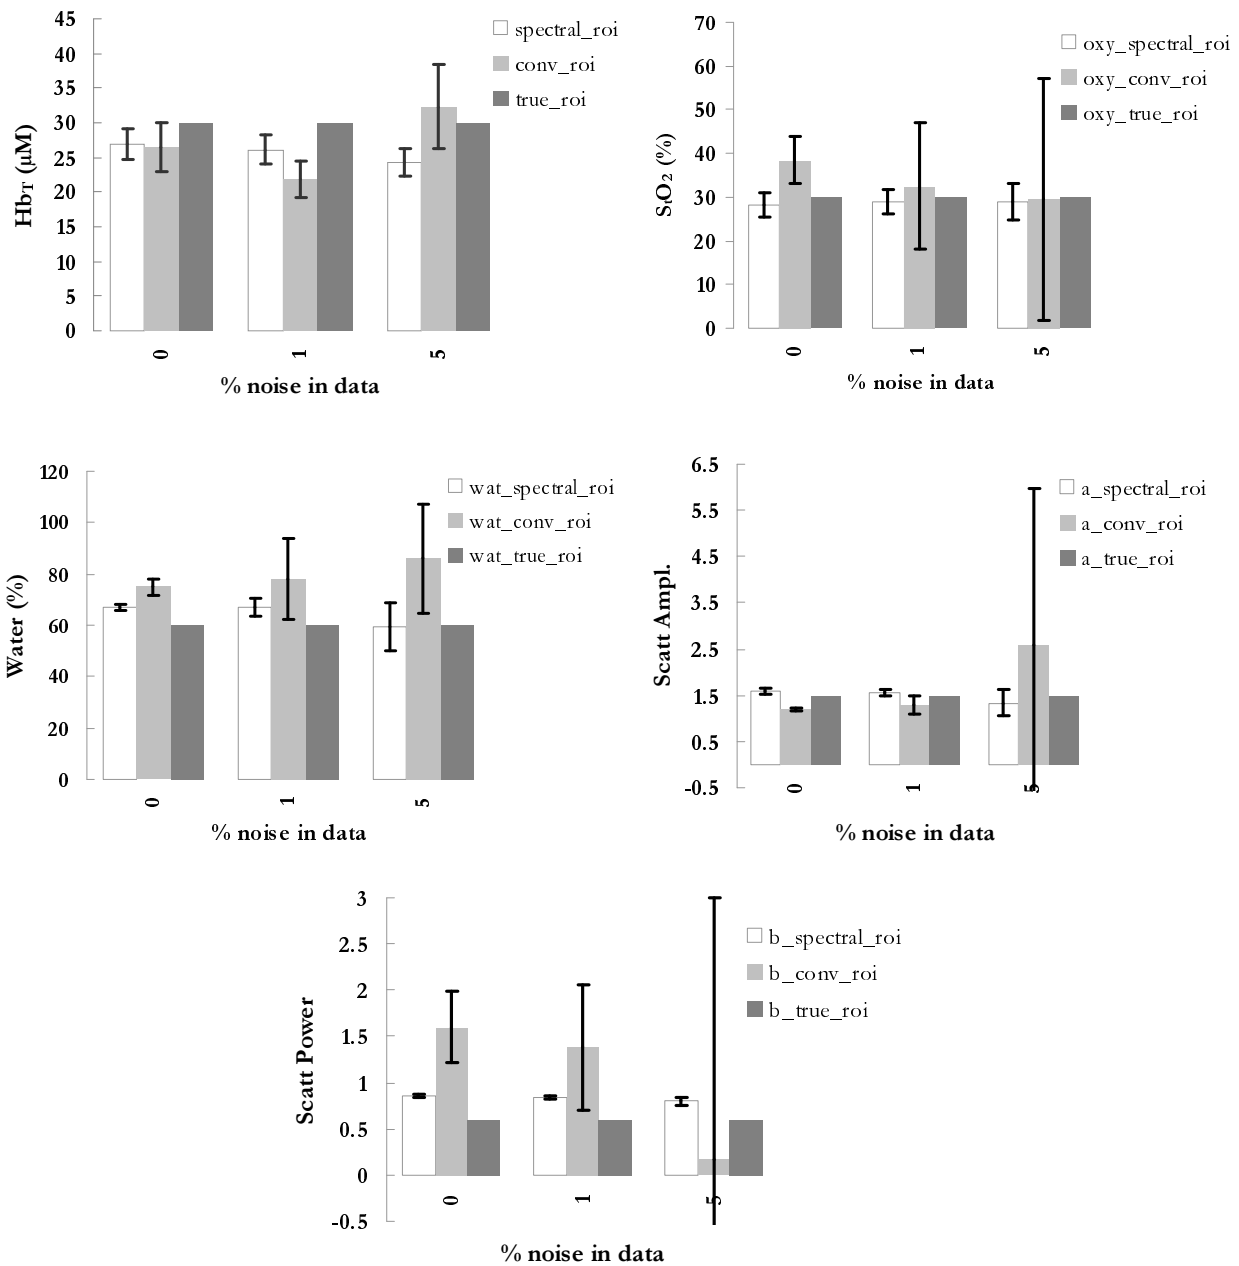 45
40
35
30
25
20
15
10
5
0
HbT (µM)
spectral_roi
conv_roi
true_roi
0
1
5
% noise in data
70
60
50
40
30
20
10
0
StO2 (%)
oxy_spectral_roi
oxy_conv_roi
oxy_true_roi
0
1
5
% noise in data
120
100
80
60
40
20
0
Water (%)
wat_spectral_roi
wat_conv_roi
wat_true_roi
0
1
5
% noise in data
6.5
5.5
4.5
3.5
2.5
1.5
0.5
-0.5
Scatt Ampl.
a_spectral_roi
a_conv_roi
a_true_roi
0
1
5
% noise in data
3
2.5
2
1.5
1
0.5
0
-0.5
Scatt Power
b_spectral_roi
b_conv_roi
b_true_roi
0
1
5
% noise in data